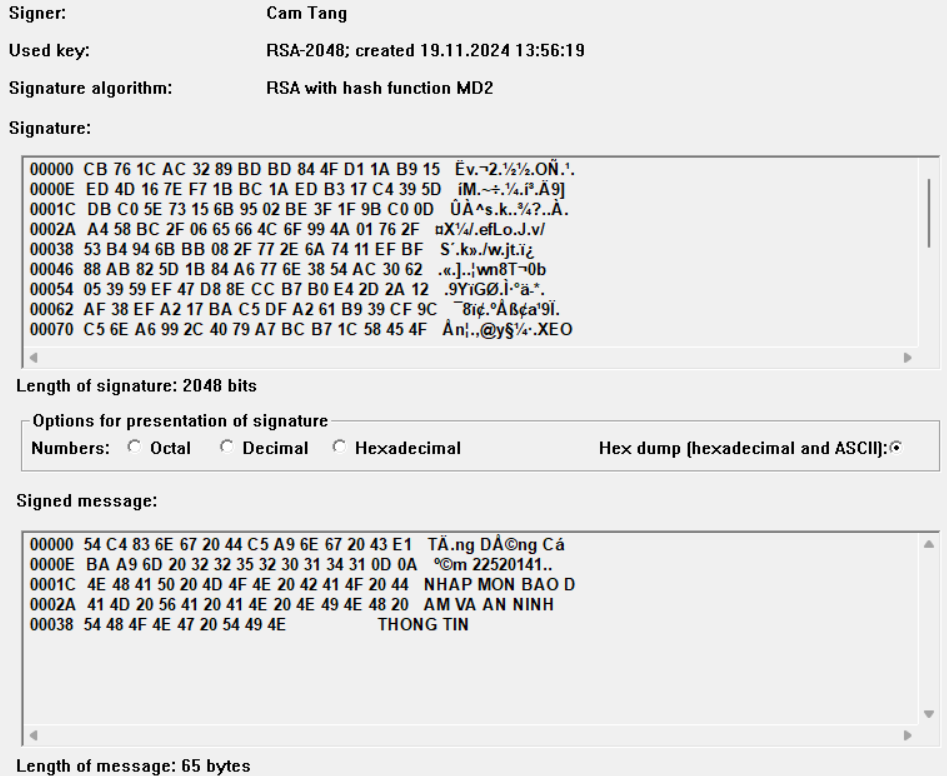 Signer: Cam Tang
Used key: RSA-2048; created 19.11.2024 13:56:19
Signature algorithm: RSA with hash function MD2
Signature:
00000 CB 76 1C AC 32 89 BD BD 84 4F D1 1A B9 15 Ëv.¬2.½½.OÑ.¹.
0000E ED 4D 16 7E F7 1B BC 1A ED B3 17 C4 39 5D íM.~÷.¼.í³.Ä9]
0001C DB C0 5E 73 15 6B 95 02 BE 3F 1F 9B C0 0D ÛÀ^s.k..¾?..À.
0002A A4 58 BC 2F 06 65 66 4C 6F 99 4A 01 76 2F ¤X¼/.efLo.J.v/
00038 53 B4 94 6B BB 08 2F 77 2E 6A 74 11 EF BF S´.k»./w.jt.ï¿
00046 88 AB 82 5D 1B 84 A6 77 6E 38 54 AC 30 62 .«.]..¦wn8T¬0b
00054 05 39 59 EF 47 D8 8E CC B7 B0 E4 2D 2A 12 .9YïGØ.Ì·°ä-*.
00062 AF 38 EF A2 17 BA C5 DF A2 61 B9 39 CF 9C ¯8ï¢.ºÅß¢a¹9Ï.
00070 C5 6E A6 99 2C 40 79 A7 BC B7 1C 58 45 4F Ån¦.,@y§¼·.XEO
Length of signature: 2048 bits
Options for presentation of signature
Numbers: Octal Decimal Hexadecimal Hex dump (hexadecimal and ASCII):
Signed message:
00000 54 C4 83 6E 67 20 44 C5 A9 6E 67 20 43 E1 TÄ.ng DÅ©ng Cá
0000E BA A9 6D 20 32 32 35 32 30 31 34 31 0D 0A º©m 22520141..
0001C 4E 48 41 50 20 4D 4F 4E 20 42 41 4F 20 44 NHAP MON BAO D
0002A 41 4D 20 56 41 20 41 4E 20 4E 49 4E 48 20 AM VA AN NINH
00038 54 48 4F 4E 47 20 54 49 4E THONG TIN
Length of message: 65 bytes